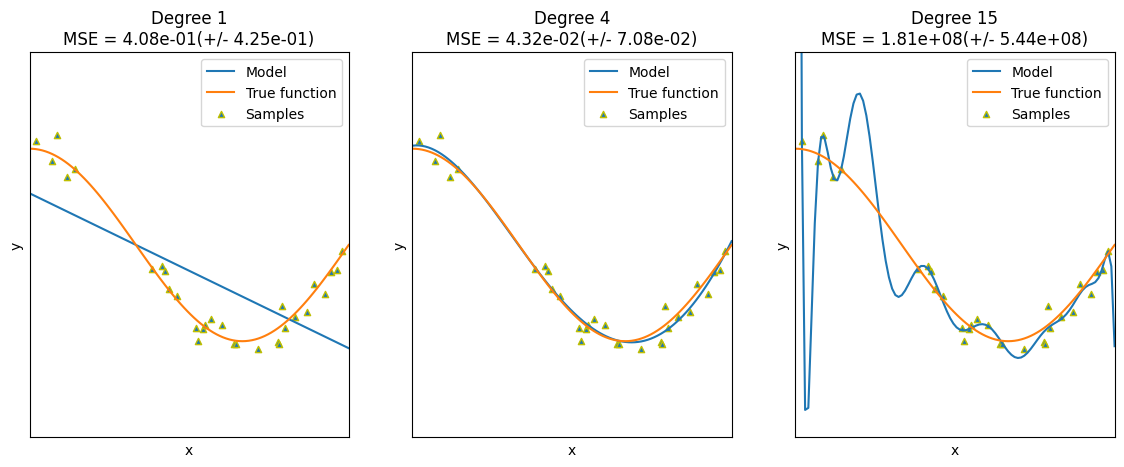 Degree 1
MSE = 4.08e-01(+/- 4.25e-01)
Model
True function
Samples
y
x
Degree 4
MSE = 4.32e-02(+/- 7.08e-02)
Model
True function
Samples
y
x
Degree 15
MSE = 1.81e+08(+/- 5.44e+08)
Model
True function
Samples
y
x